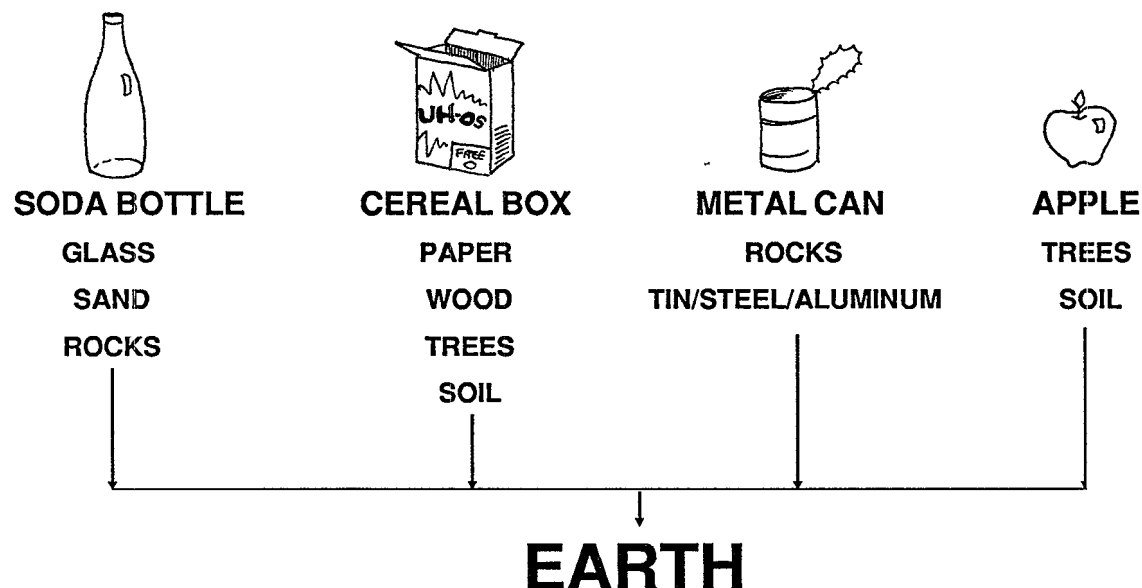 UH-OS
FREE
SODA BOTTLE
GLASS
SAND
ROCKS
CEREAL BOX
PAPER
WOOD
TREES
SOIL
METAL CAN
ROCKS
TIN/STEEL/ALUMINUM
APPLE
TREES
SOIL
EARTH